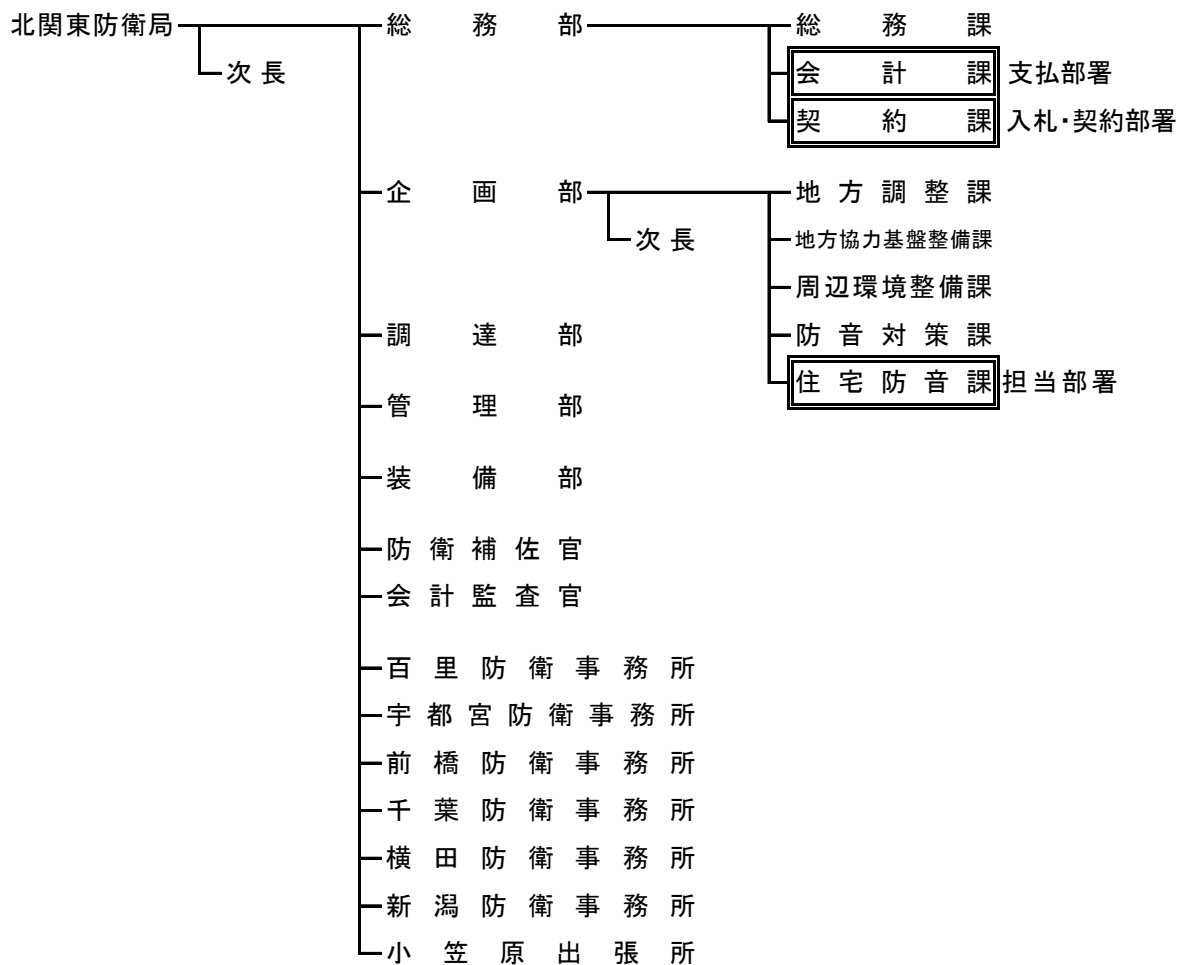 北関東防衛局 総務部 総務課
次長 会計課 支払部署
契約課 入札・契約部署
企画部 地方調整課
次長 地方協力基盤整備課
周辺環境整備課
調達部 防音対策課
住宅防音課 担当部署
管理部
装備部
防衛補佐官
会計監査官
百里防衛事務所
宇都宮防衛事務所
前橋防衛事務所
千葉防衛事務所
横田防衛事務所
新潟防衛事務所
小笠原出張所